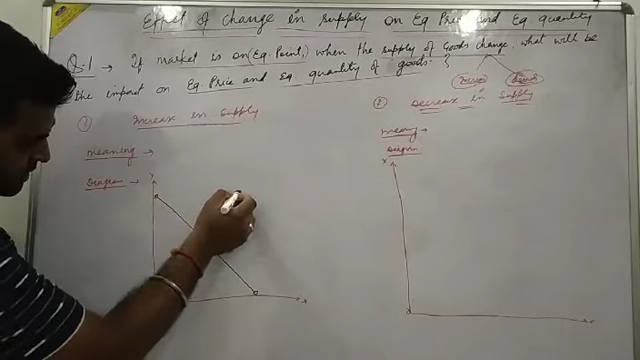 Effect of change in supply on Eq Price and Eq quantity
Q.1 → If market is on (Eq. Point,) when the supply of Goods change, what will be
the impact on Eq. Price and Eq quantity of goods. }
① Increase in Supply
Meaning →
Diagram →
Y
x
② Decrease in Supply
Meaning →
Diagram